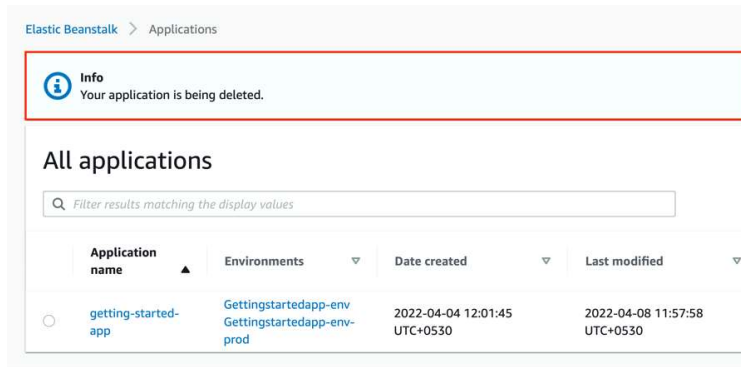 Elastic Beanstalk > Applications
Info
Your application is being deleted.
All applications
Filter results matching the display values
Application
name ▲ Environments ▽ Date created ▽ Last modified ▽
getting-started-
app
Gettingstartedapp-env
Gettingstartedapp-env-
prod
2022-04-04 12:01:45
UTC+0530
2022-04-08 11:57:58
UTC+0530